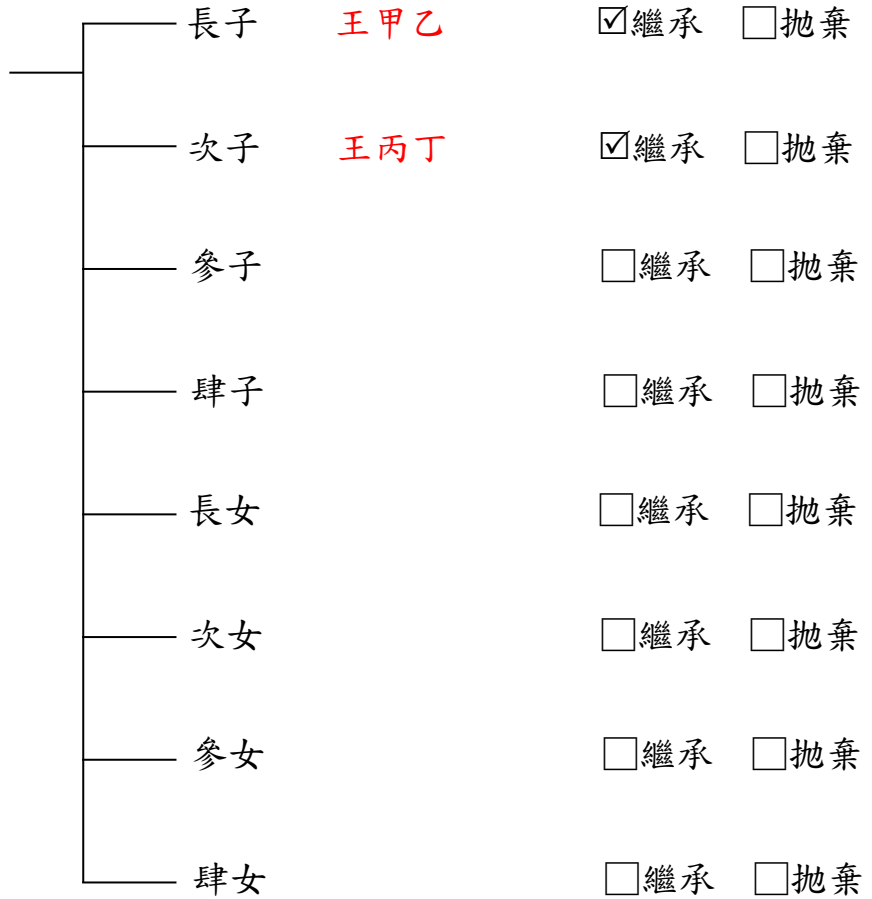 長子 王甲乙 ☑繼承 □拋棄
次子 王丙丁 ☑繼承 □拋棄
參子 □繼承 □拋棄
肆子 □繼承 □拋棄
長女 □繼承 □拋棄
次女 □繼承 □拋棄
參女 □繼承 □拋棄
肆女 □繼承 □拋棄